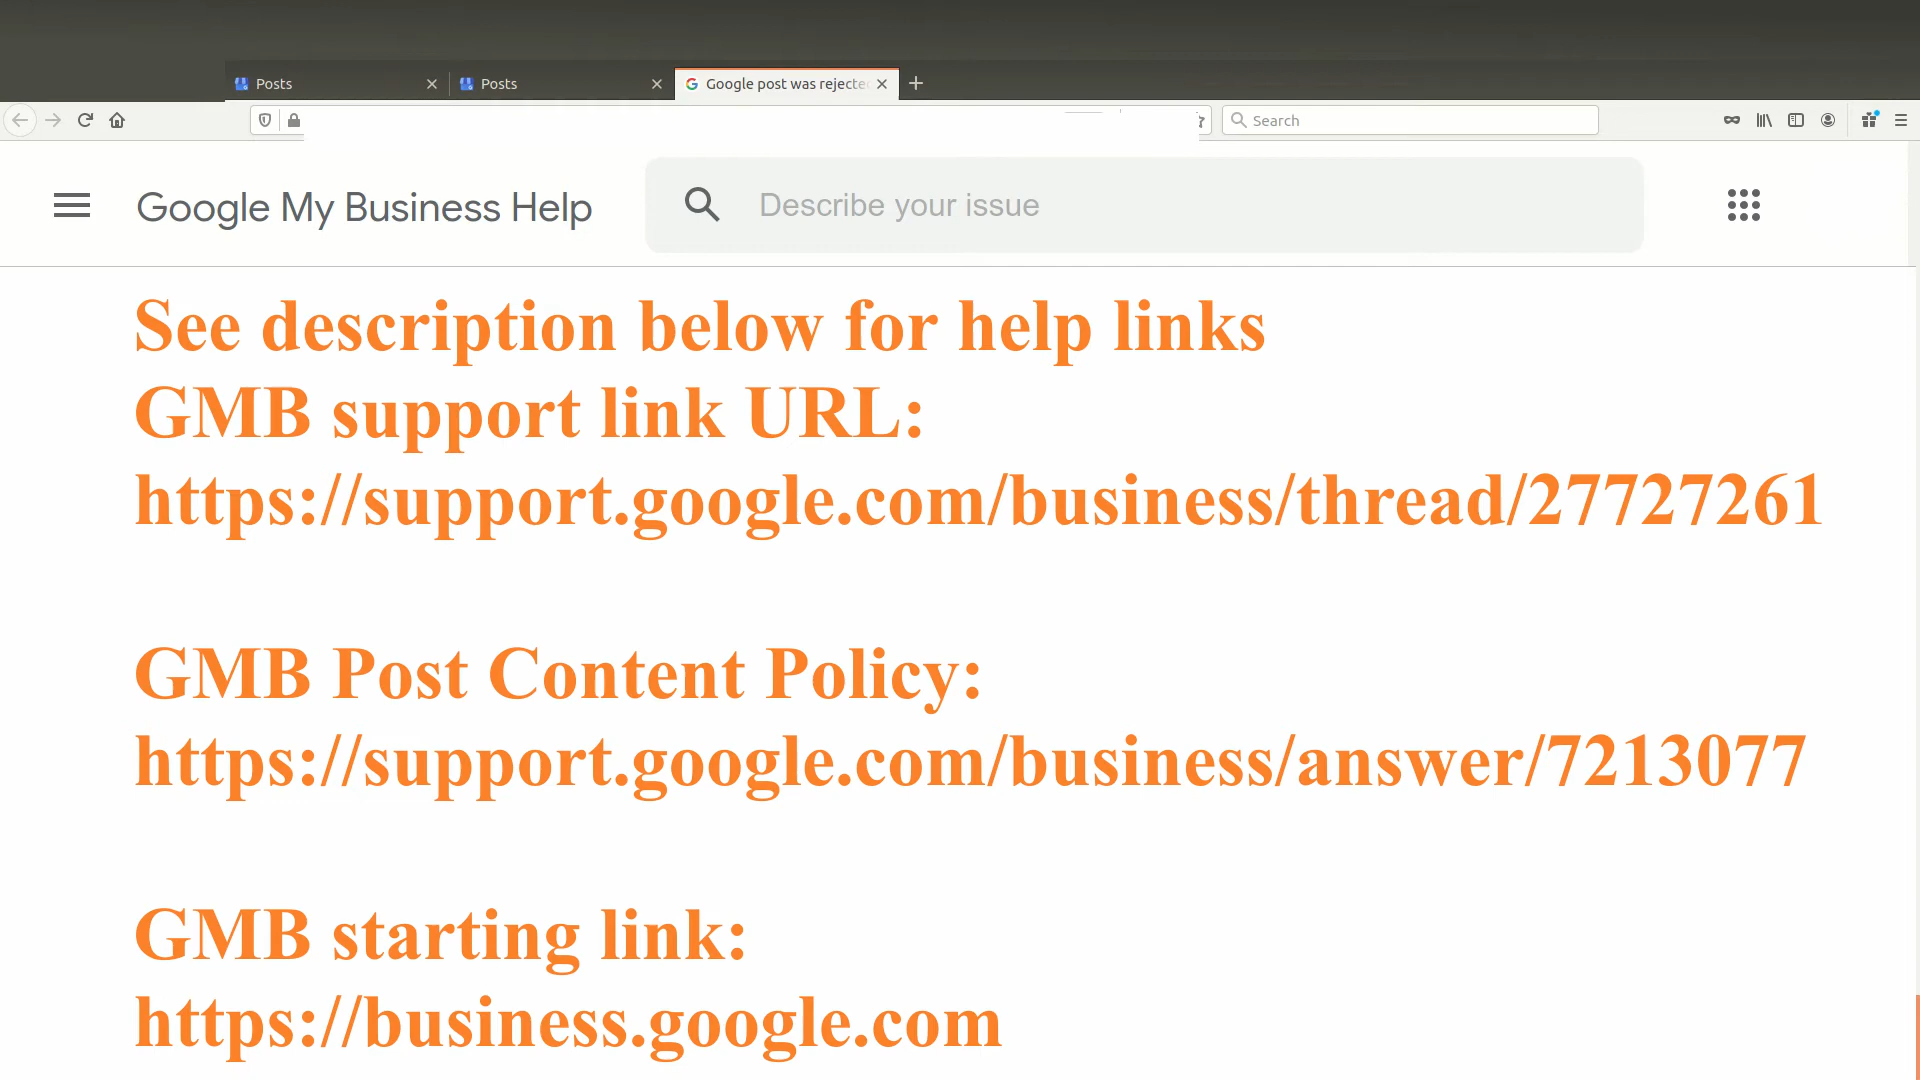 Posts
Posts
Google post was rejecte
Search
Google My Business Help
Describe your issue
See description below for help links
GMB support link URL:
https://support.google.com/business/thread/27727261
GMB Post Content Policy:
https://support.google.com/business/answer/7213077
GMB starting link:
https://business.google.com